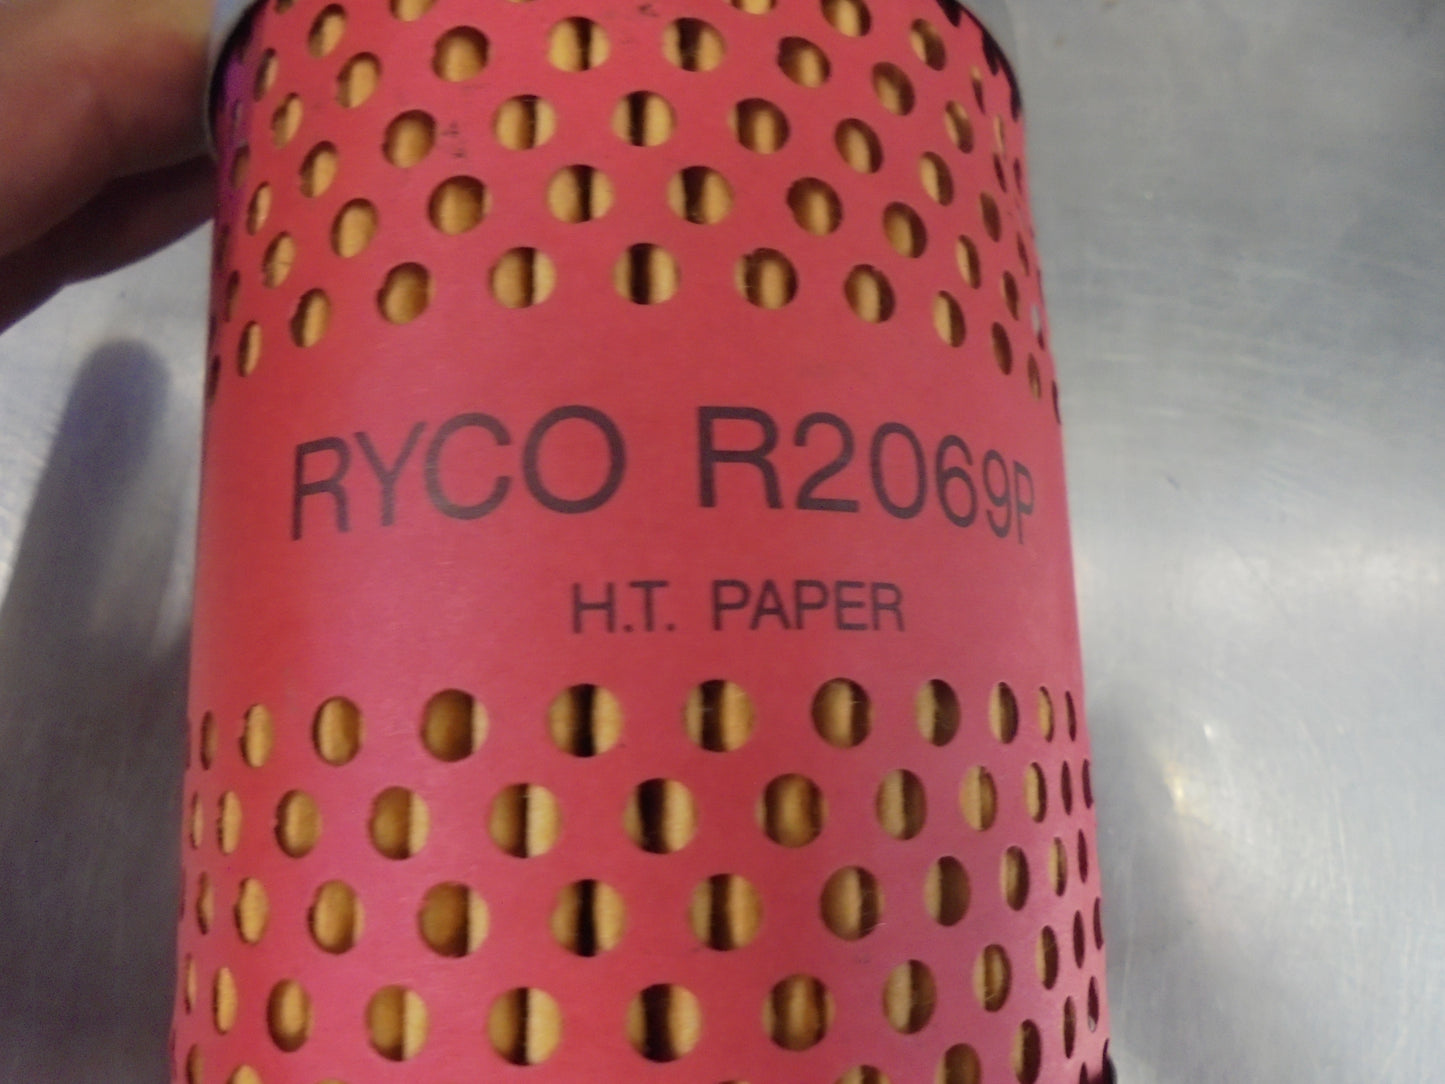 RYCO R2069P
H.T. PAPER